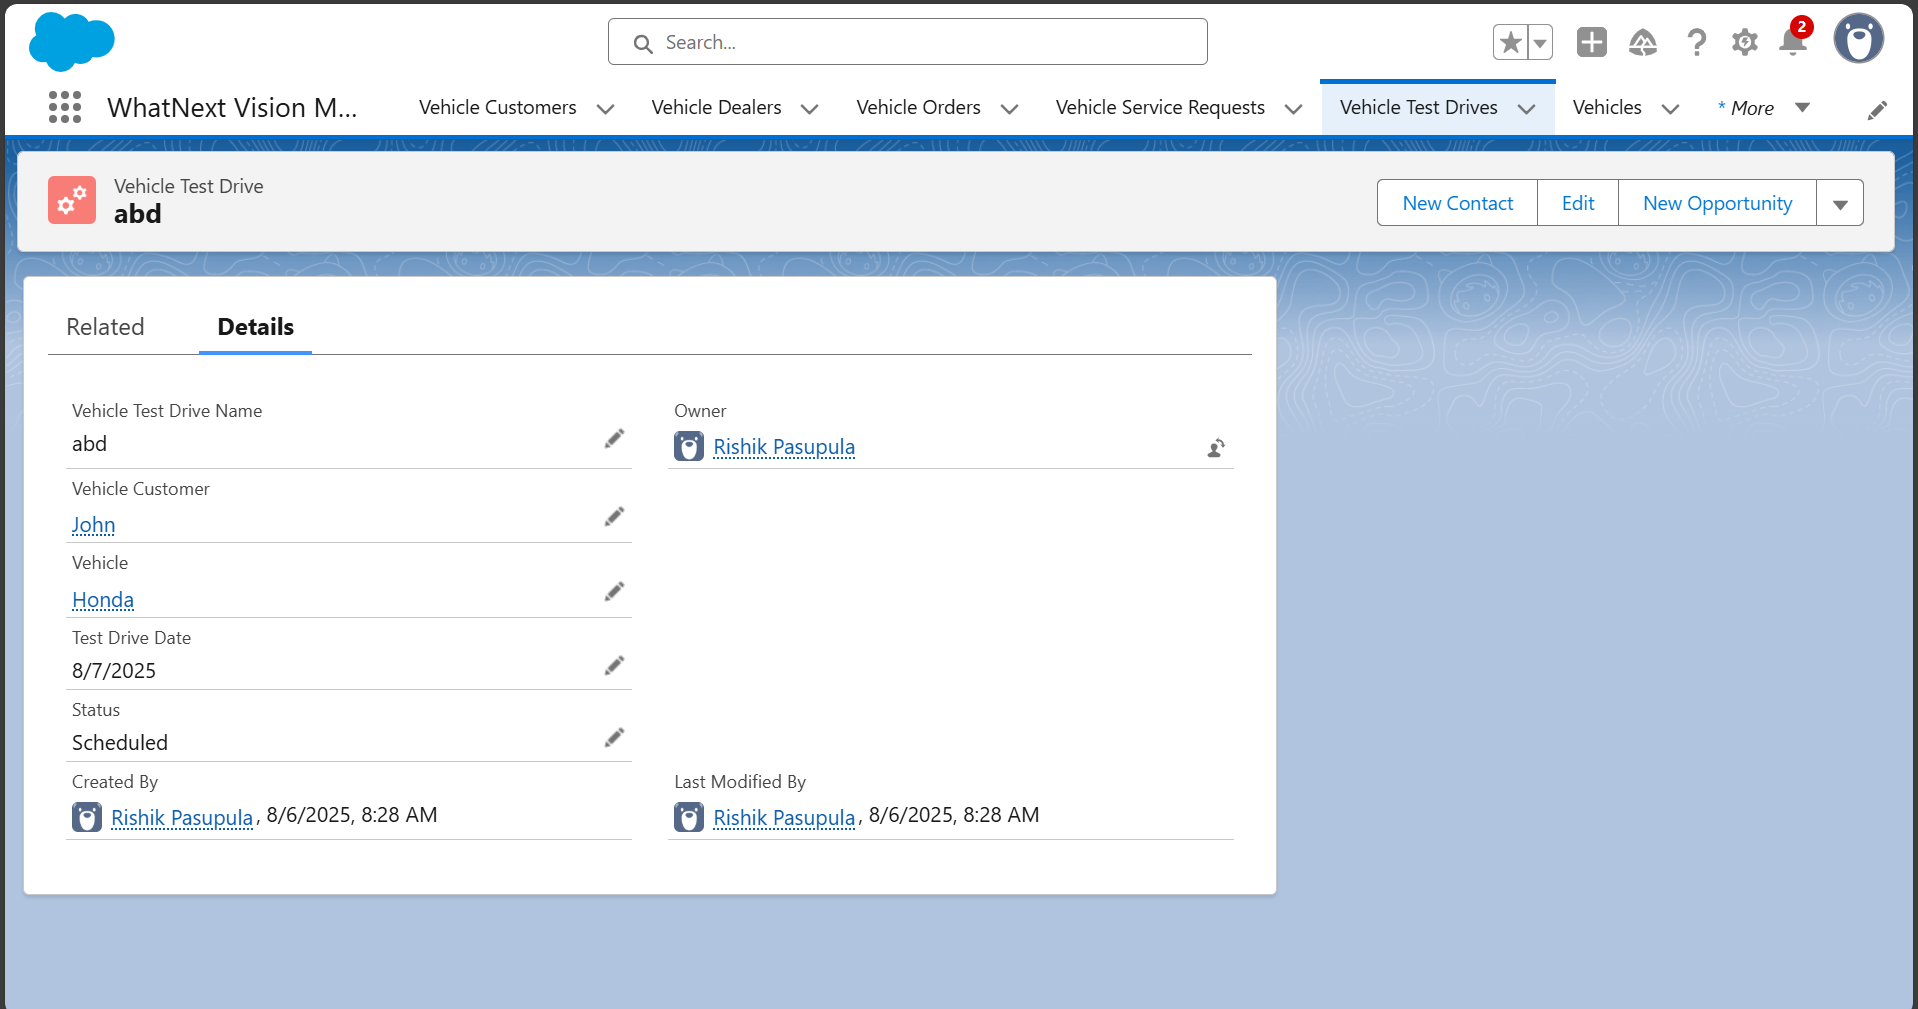 Search...
2
WhatNext Vision M...
Vehicle Customers
Vehicle Dealers
Vehicle Orders
Vehicle Service Requests
Vehicle Test Drives
Vehicles
* More
Vehicle Test Drive
abd
New Contact
Edit
New Opportunity
Related
Details
Vehicle Test Drive Name
abd
Owner
Rishik Pasupula
Vehicle Customer
John
Vehicle
Honda
Test Drive Date
8/7/2025
Status
Scheduled
Created By
Rishik Pasupula, 8/6/2025, 8:28 AM
Last Modified By
Rishik Pasupula, 8/6/2025, 8:28 AM